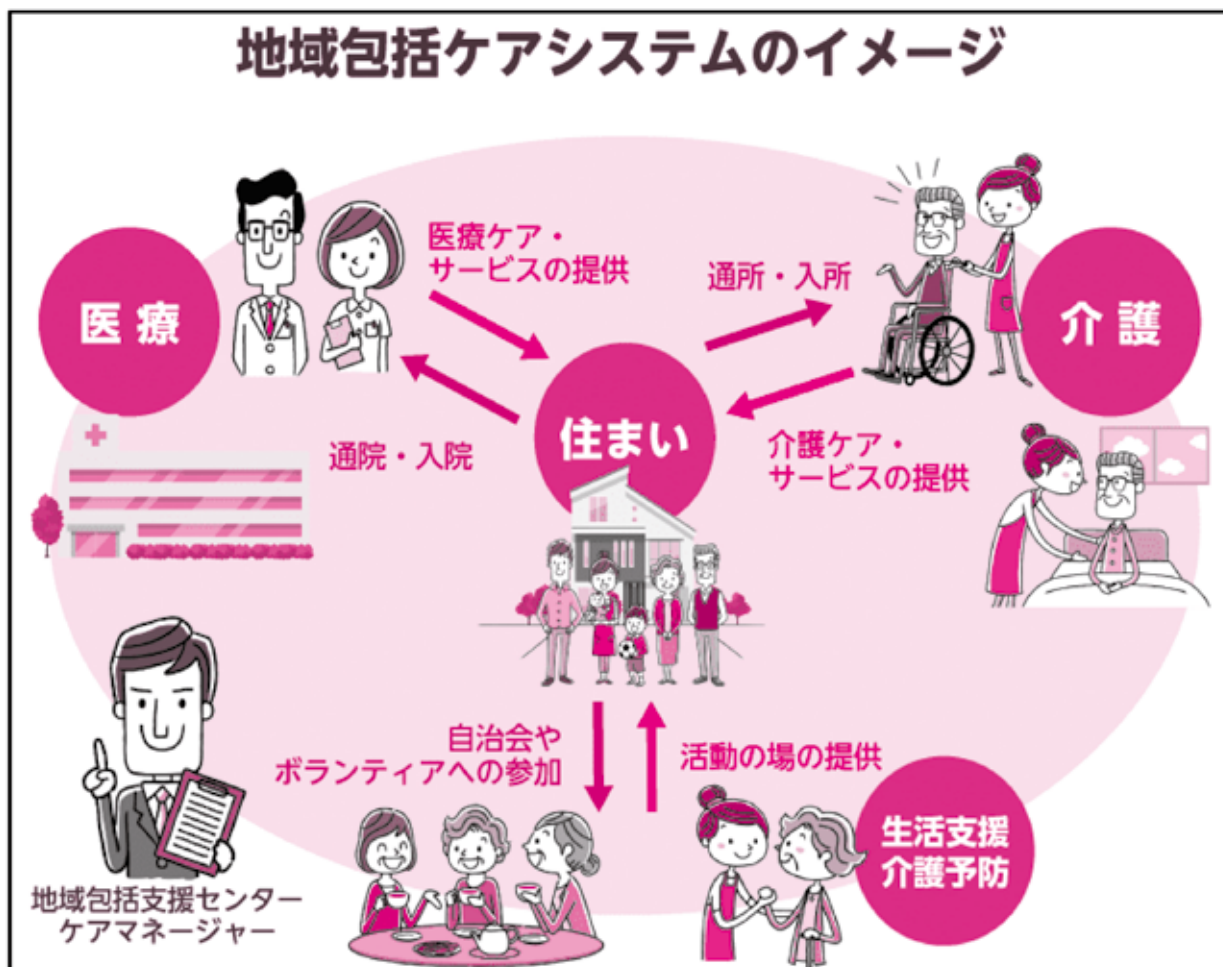 地域包括ケアシステムのイメージ
医療
医療ケア・
サービスの提供
通所・入所
介護
通院・入院
住まい
介護ケア・
サービスの提供
自治会や
ボランティアへの参加
活動の場の提供
生活支援
介護予防
地域包括支援センター
ケアマネージャー